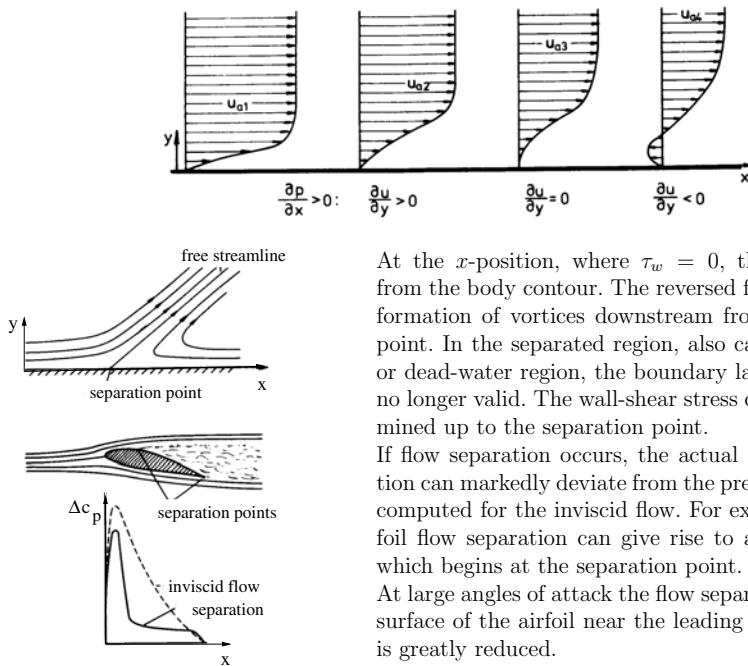 u_a1 u_a2 u_a3 u_a4
y
x
∂p/∂x >0: ∂u/∂y >0 ∂u/∂y =0 ∂u/∂y <0
free streamline
y
separation point
x
separation points
Δc_p
inviscid flow
separation
x
At the x-position, where τ_w = 0, th
from the body contour. The reversed f
formation of vortices downstream fro
point. In the separated region, also ca
or dead-water region, the boundary la
no longer valid. The wall-shear stress c
mined up to the separation point.
If flow separation occurs, the actual
tion can markedly deviate from the pre
computed for the inviscid flow. For ex
foil flow separation can give rise to a
which begins at the separation point.
At large angles of attack the flow separ
surface of the airfoil near the leading
is greatly reduced.